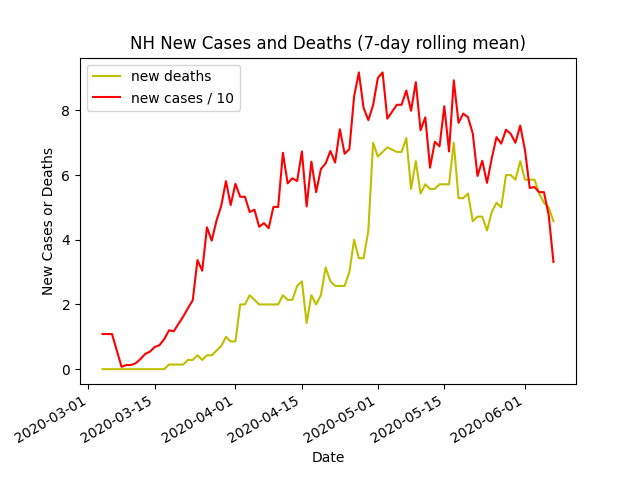 NH New Cases and Deaths (7-day rolling mean)
new deaths
new cases / 10
New Cases or Deaths
8
6
4
2
0
2020-03-01
2020-03-15
2020-04-01
2020-04-15
2020-05-01
2020-05-15
2020-06-01
Date